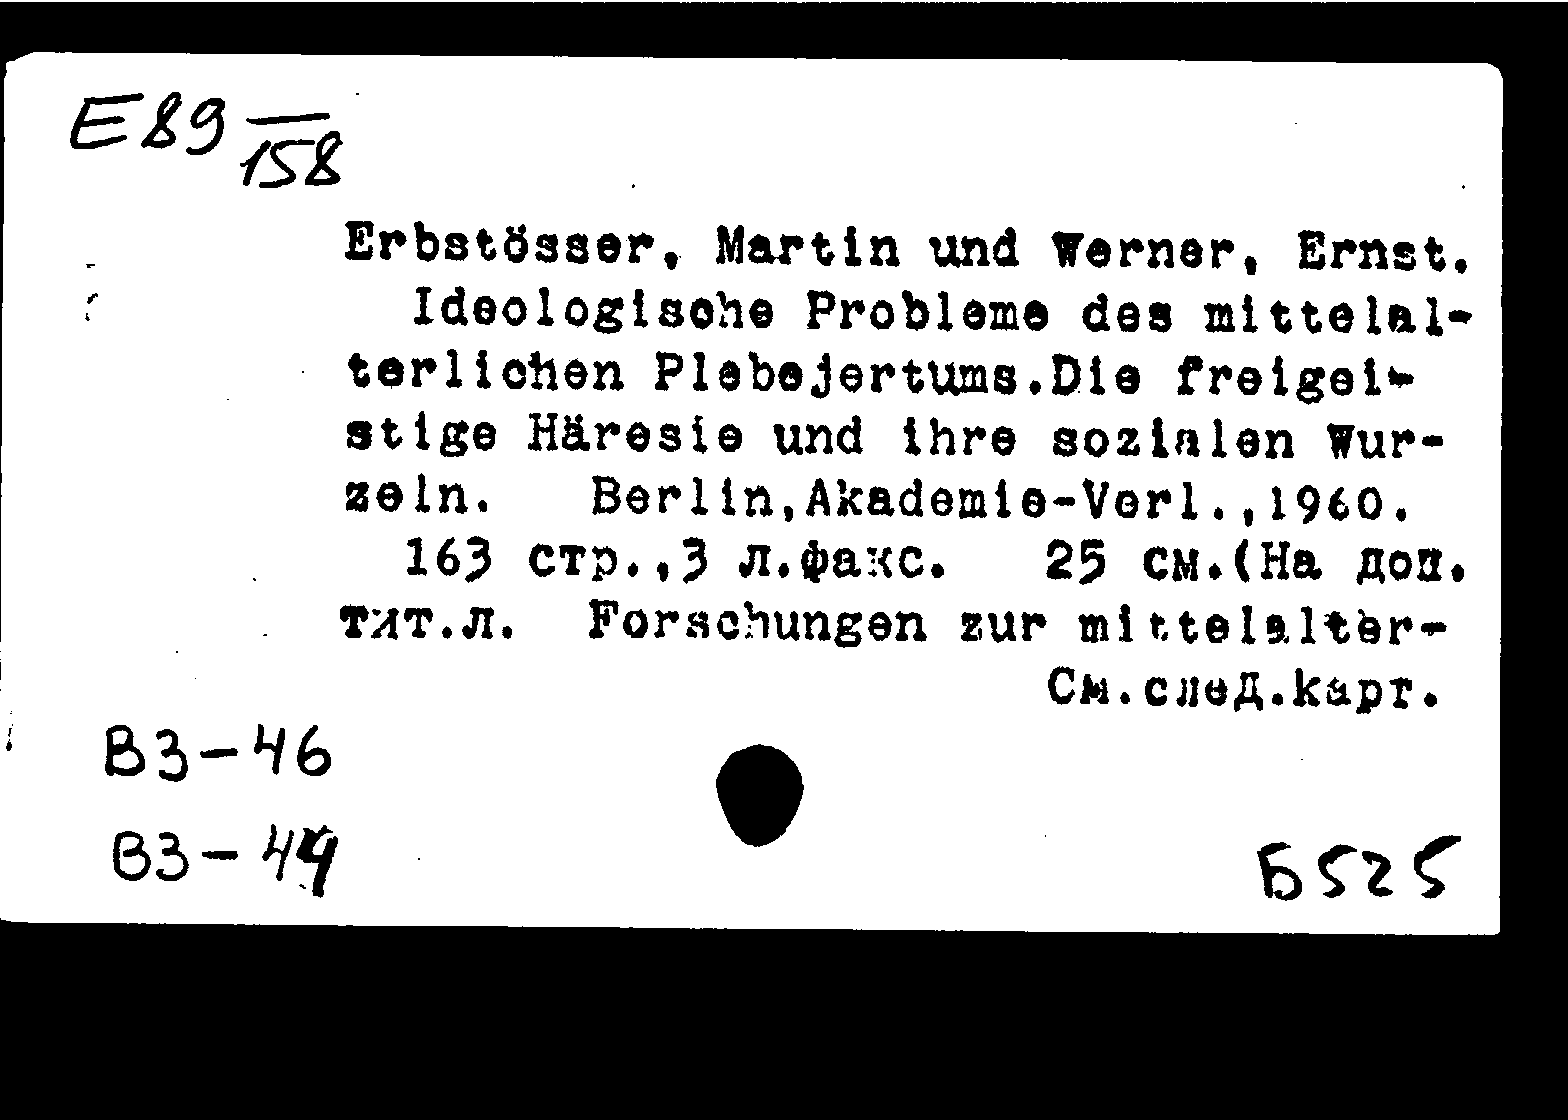 E89 —
158
Erbstösser, Martin und Werner, Ernst.
Ideologische Probleme des mittelal-
terlichen Plebejertums.Die freigei-
stige Häresie und ihre sozialen Wur-
zeln. Berlin,Akademie-Verl.,1960.
163 стр.,3 л.факс. 25 см.(На доп.
тит.л. Forschungen zur mittelalter-
См.след.карт.
В3-46
В3-44
Б525